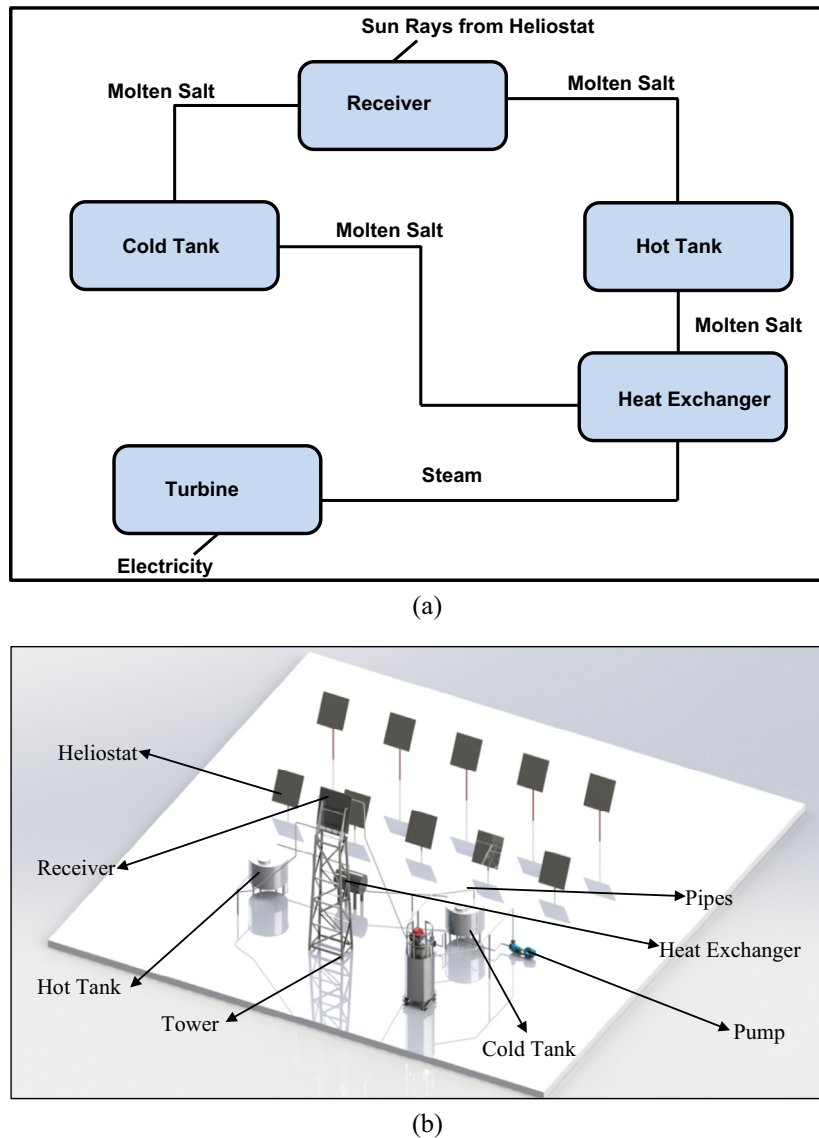 Sun Rays from Heliostat
Molten Salt
Receiver
Molten Salt
Cold Tank
Molten Salt
Hot Tank
Molten Salt
Heat Exchanger
Turbine
Steam
Electricity
(a)
Heliostat
Receiver
Pipes
Heat Exchanger
Hot Tank
Tower
Cold Tank
Pump
(b)